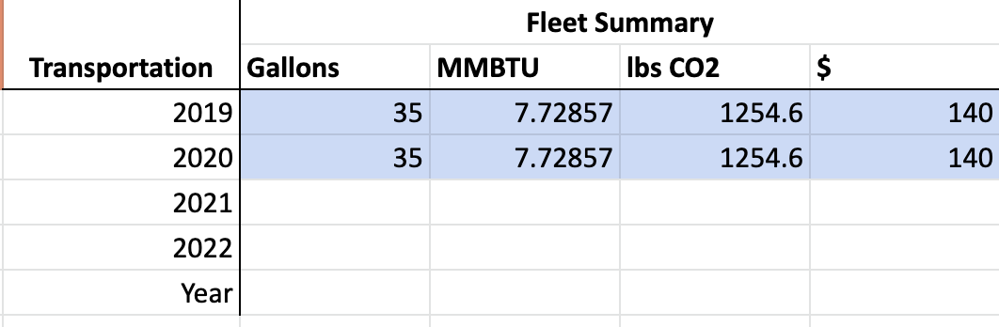 Fleet Summary
Transportation Gallons MMBTU lbs CO2 $
2019 35 7.72857 1254.6 140
2020 35 7.72857 1254.6 140
2021
2022
Year